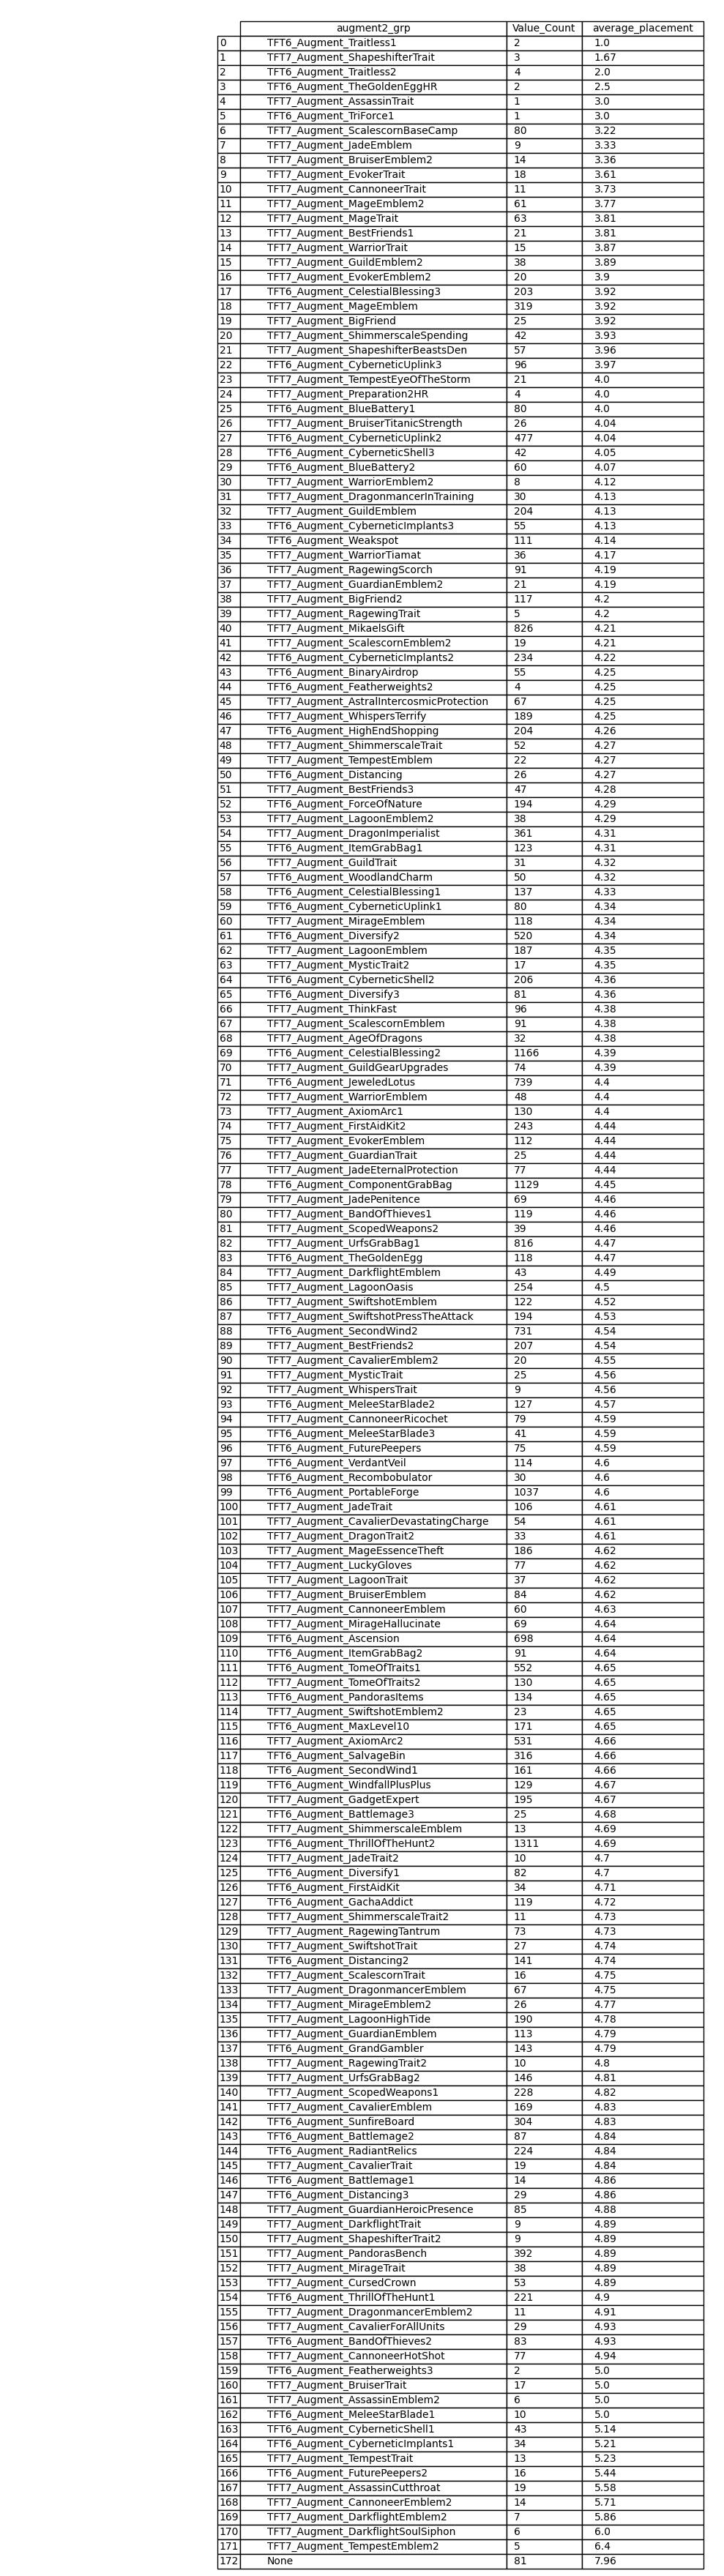 augment2_grp Value_Count average_placement
0 TFT6_Augment_Traitless1 2 1.0
1 TFT7_Augment_ShapeshifterTrait 3 1.67
2 TFT6_Augment_Traitless2 4 2.0
3 TFT6_Augment_TheGoldenEggHR 2 2.5
4 TFT7_Augment_AssassinTrait 1 3.0
5 TFT6_Augment_TriForce1 1 3.0
6 TFT7_Augment_ScalescornBaseCamp 80 3.22
7 TFT7_Augment_JadeEmblem 9 3.33
8 TFT7_Augment_BruiserEmblem2 14 3.36
9 TFT7_Augment_EvokerTrait 18 3.61
10 TFT7_Augment_CannoneerTrait 11 3.73
11 TFT7_Augment_MageEmblem2 61 3.77
12 TFT7_Augment_MageTrait 63 3.81
13 TFT7_Augment_BestFriends1 21 3.81
14 TFT7_Augment_WarriorTrait 15 3.87
15 TFT7_Augment_GuildEmblem2 38 3.89
16 TFT7_Augment_EvokerEmblem2 20 3.9
17 TFT6_Augment_CelestialBlessing3 203 3.92
18 TFT7_Augment_MageEmblem 319 3.92
19 TFT7_Augment_BigFriend 25 3.92
20 TFT7_Augment_ShimmerscaleSpending 42 3.93
21 TFT7_Augment_ShapeshifterBeastsDen 57 3.96
22 TFT6_Augment_CyberneticUplink3 96 3.97
23 TFT7_Augment_TempestEyeOfTheStorm 21 4.0
24 TFT7_Augment_Preparation2HR 4 4.0
25 TFT6_Augment_BlueBattery1 80 4.0
26 TFT7_Augment_BruiserTitanicStrength 26 4.04
27 TFT6_Augment_CyberneticUplink2 477 4.04
28 TFT6_Augment_CyberneticShell3 42 4.05
29 TFT6_Augment_BlueBattery2 60 4.07
30 TFT7_Augment_WarriorEmblem2 8 4.12
31 TFT7_Augment_DragonmancerInTraining 30 4.13
32 TFT7_Augment_GuildEmblem 204 4.13
33 TFT6_Augment_CyberneticImplants3 55 4.13
34 TFT6_Augment_Weakspot 111 4.14
35 TFT7_Augment_WarriorTiamat 36 4.17
36 TFT7_Augment_RagewingScorch 91 4.19
37 TFT7_Augment_GuardianEmblem2 21 4.19
38 TFT7_Augment_BigFriend2 117 4.2
39 TFT7_Augment_RagewingTrait 5 4.2
40 TFT7_Augment_MikaelsGift 826 4.21
41 TFT7_Augment_ScalescornEmblem2 19 4.21
42 TFT6_Augment_CyberneticImplants2 234 4.22
43 TFT6_Augment_BinaryAirdrop 55 4.25
44 TFT6_Augment_Featherweights2 4 4.25
45 TFT7_Augment_AstralIntercosmicProtection 67 4.25
46 TFT7_Augment_WhispersTerrify 189 4.25
47 TFT6_Augment_HighEndShopping 204 4.26
48 TFT7_Augment_ShimmerscaleTrait 52 4.27
49 TFT7_Augment_TempestEmblem 22 4.27
50 TFT6_Augment_Distancing 26 4.27
51 TFT7_Augment_BestFriends3 47 4.28
52 TFT6_Augment_ForceOfNature 194 4.29
53 TFT7_Augment_LagoonEmblem2 38 4.29
54 TFT7_Augment_DragonImperialist 361 4.31
55 TFT6_Augment_ItemGrabBag1 123 4.31
56 TFT7_Augment_GuildTrait 31 4.32
57 TFT6_Augment_WoodlandCharm 50 4.32
58 TFT6_Augment_CelestialBlessing1 137 4.33
59 TFT6_Augment_CyberneticUplink1 80 4.34
60 TFT7_Augment_MirageEmblem 118 4.34
61 TFT6_Augment_Diversify2 520 4.34
62 TFT7_Augment_LagoonEmblem 187 4.35
63 TFT7_Augment_MysticTrait2 17 4.35
64 TFT6_Augment_CyberneticShell2 206 4.36
65 TFT6_Augment_Diversify3 81 4.36
66 TFT7_Augment_ThinkFast 96 4.38
67 TFT7_Augment_ScalescornEmblem 91 4.38
68 TFT7_Augment_AgeOfDragons 32 4.38
69 TFT6_Augment_CelestialBlessing2 1166 4.39
70 TFT7_Augment_GuildGearUpgrades 74 4.39
71 TFT6_Augment_JeweledLotus 739 4.4
72 TFT7_Augment_WarriorEmblem 48 4.4
73 TFT7_Augment_AxiomArc1 130 4.4
74 TFT7_Augment_FirstAidKit2 243 4.44
75 TFT7_Augment_EvokerEmblem 112 4.44
76 TFT7_Augment_GuardianTrait 25 4.44
77 TFT7_Augment_JadeEternalProtection 77 4.44
78 TFT6_Augment_ComponentGrabBag 1129 4.45
79 TFT7_Augment_JadePenitence 69 4.46
80 TFT7_Augment_BandOfThieves1 119 4.46
81 TFT7_Augment_ScopedWeapons2 39 4.46
82 TFT7_Augment_UrfsGrabBag1 816 4.47
83 TFT6_Augment_TheGoldenEgg 118 4.47
84 TFT7_Augment_DarkflightEmblem 43 4.49
85 TFT7_Augment_LagoonOasis 254 4.5
86 TFT7_Augment_SwiftshotEmblem 122 4.52
87 TFT7_Augment_SwiftshotPressTheAttack 194 4.53
88 TFT6_Augment_SecondWind2 731 4.54
89 TFT7_Augment_BestFriends2 207 4.54
90 TFT7_Augment_CavalierEmblem2 20 4.55
91 TFT7_Augment_MysticTrait 25 4.56
92 TFT7_Augment_WhispersTrait 9 4.56
93 TFT6_Augment_MeleeStarBlade2 127 4.57
94 TFT7_Augment_CannoneerRicochet 79 4.59
95 TFT6_Augment_MeleeStarBlade3 41 4.59
96 TFT6_Augment_FuturePeepers 75 4.59
97 TFT6_Augment_VerdantVeil 114 4.6
98 TFT6_Augment_Recombobulator 30 4.6
99 TFT6_Augment_PortableForge 1037 4.6
100 TFT7_Augment_JadeTrait 106 4.61
101 TFT7_Augment_CavalierDevastatingCharge 54 4.61
102 TFT7_Augment_DragonTrait2 33 4.61
103 TFT7_Augment_MageEssenceTheft 186 4.62
104 TFT7_Augment_LuckyGloves 77 4.62
105 TFT7_Augment_LagoonTrait 37 4.62
106 TFT7_Augment_BruiserEmblem 84 4.62
107 TFT7_Augment_CannoneerEmblem 60 4.63
108 TFT7_Augment_MirageHallucinate 69 4.64
109 TFT6_Augment_Ascension 698 4.64
110 TFT6_Augment_ItemGrabBag2 91 4.64
111 TFT6_Augment_TomeOfTraits1 552 4.65
112 TFT7_Augment_TomeOfTraits2 130 4.65
113 TFT6_Augment_PandorasItems 134 4.65
114 TFT7_Augment_SwiftshotEmblem2 23 4.65
115 TFT6_Augment_MaxLevel10 171 4.65
116 TFT7_Augment_AxiomArc2 531 4.66
117 TFT6_Augment_SalvageBin 316 4.66
118 TFT6_Augment_SecondWind1 161 4.66
119 TFT6_Augment_WindfallPlusPlus 129 4.67
120 TFT7_Augment_GadgetExpert 195 4.67
121 TFT6_Augment_Battlemage3 25 4.68
122 TFT7_Augment_ShimmerscaleEmblem 13 4.69
123 TFT6_Augment_ThrillOfTheHunt2 1311 4.69
124 TFT7_Augment_JadeTrait2 10 4.7
125 TFT6_Augment_Diversify1 82 4.7
126 TFT6_Augment_FirstAidKit 34 4.71
127 TFT7_Augment_GachaAddict 119 4.72
128 TFT7_Augment_ShimmerscaleTrait2 11 4.73
129 TFT7_Augment_RagewingTantrum 73 4.73
130 TFT7_Augment_SwiftshotTrait 27 4.74
131 TFT6_Augment_Distancing2 141 4.74
132 TFT7_Augment_ScalescornTrait 16 4.75
133 TFT7_Augment_DragonmancerEmblem 67 4.75
134 TFT7_Augment_MirageEmblem2 26 4.77
135 TFT7_Augment_LagoonHighTide 190 4.78
136 TFT7_Augment_GuardianEmblem 113 4.79
137 TFT6_Augment_GrandGambler 143 4.79
138 TFT7_Augment_RagewingTrait2 10 4.8
139 TFT7_Augment_UrfsGrabBag2 146 4.81
140 TFT7_Augment_ScopedWeapons1 228 4.82
141 TFT7_Augment_CavalierEmblem 169 4.83
142 TFT6_Augment_SunfireBoard 304 4.83
143 TFT6_Augment_Battlemage2 87 4.84
144 TFT6_Augment_RadiantRelics 224 4.84
145 TFT7_Augment_CavalierTrait 19 4.84
146 TFT6_Augment_Battlemage1 14 4.86
147 TFT6_Augment_Distancing3 29 4.86
148 TFT7_Augment_GuardianHeroicPresence 85 4.88
149 TFT7_Augment_DarkflightTrait 9 4.89
150 TFT7_Augment_ShapeshifterTrait2 9 4.89
151 TFT7_Augment_PandorasBench 392 4.89
152 TFT7_Augment_MirageTrait 38 4.89
153 TFT7_Augment_CursedCrown 53 4.89
154 TFT6_Augment_ThrillOfTheHunt1 221 4.9
155 TFT7_Augment_DragonmancerEmblem2 11 4.91
156 TFT7_Augment_CavalierForAllUnits 29 4.93
157 TFT6_Augment_BandOfThieves2 83 4.93
158 TFT7_Augment_CannoneerHotShot 77 4.94
159 TFT6_Augment_Featherweights3 2 5.0
160 TFT7_Augment_BruiserTrait 17 5.0
161 TFT7_Augment_AssassinEmblem2 6 5.0
162 TFT6_Augment_MeleeStarBlade1 10 5.0
163 TFT6_Augment_CyberneticShell1 43 5.14
164 TFT6_Augment_CyberneticImplants1 34 5.21
165 TFT7_Augment_TempestTrait 13 5.23
166 TFT6_Augment_FuturePeepers2 16 5.44
167 TFT7_Augment_AssassinCutthroat 19 5.58
168 TFT7_Augment_CannoneerEmblem2 14 5.71
169 TFT7_Augment_DarkflightEmblem2 7 5.86
170 TFT7_Augment_DarkflightSoulSiphon 6 6.0
171 TFT7_Augment_TempestEmblem2 5 6.4
172 None 81 7.96